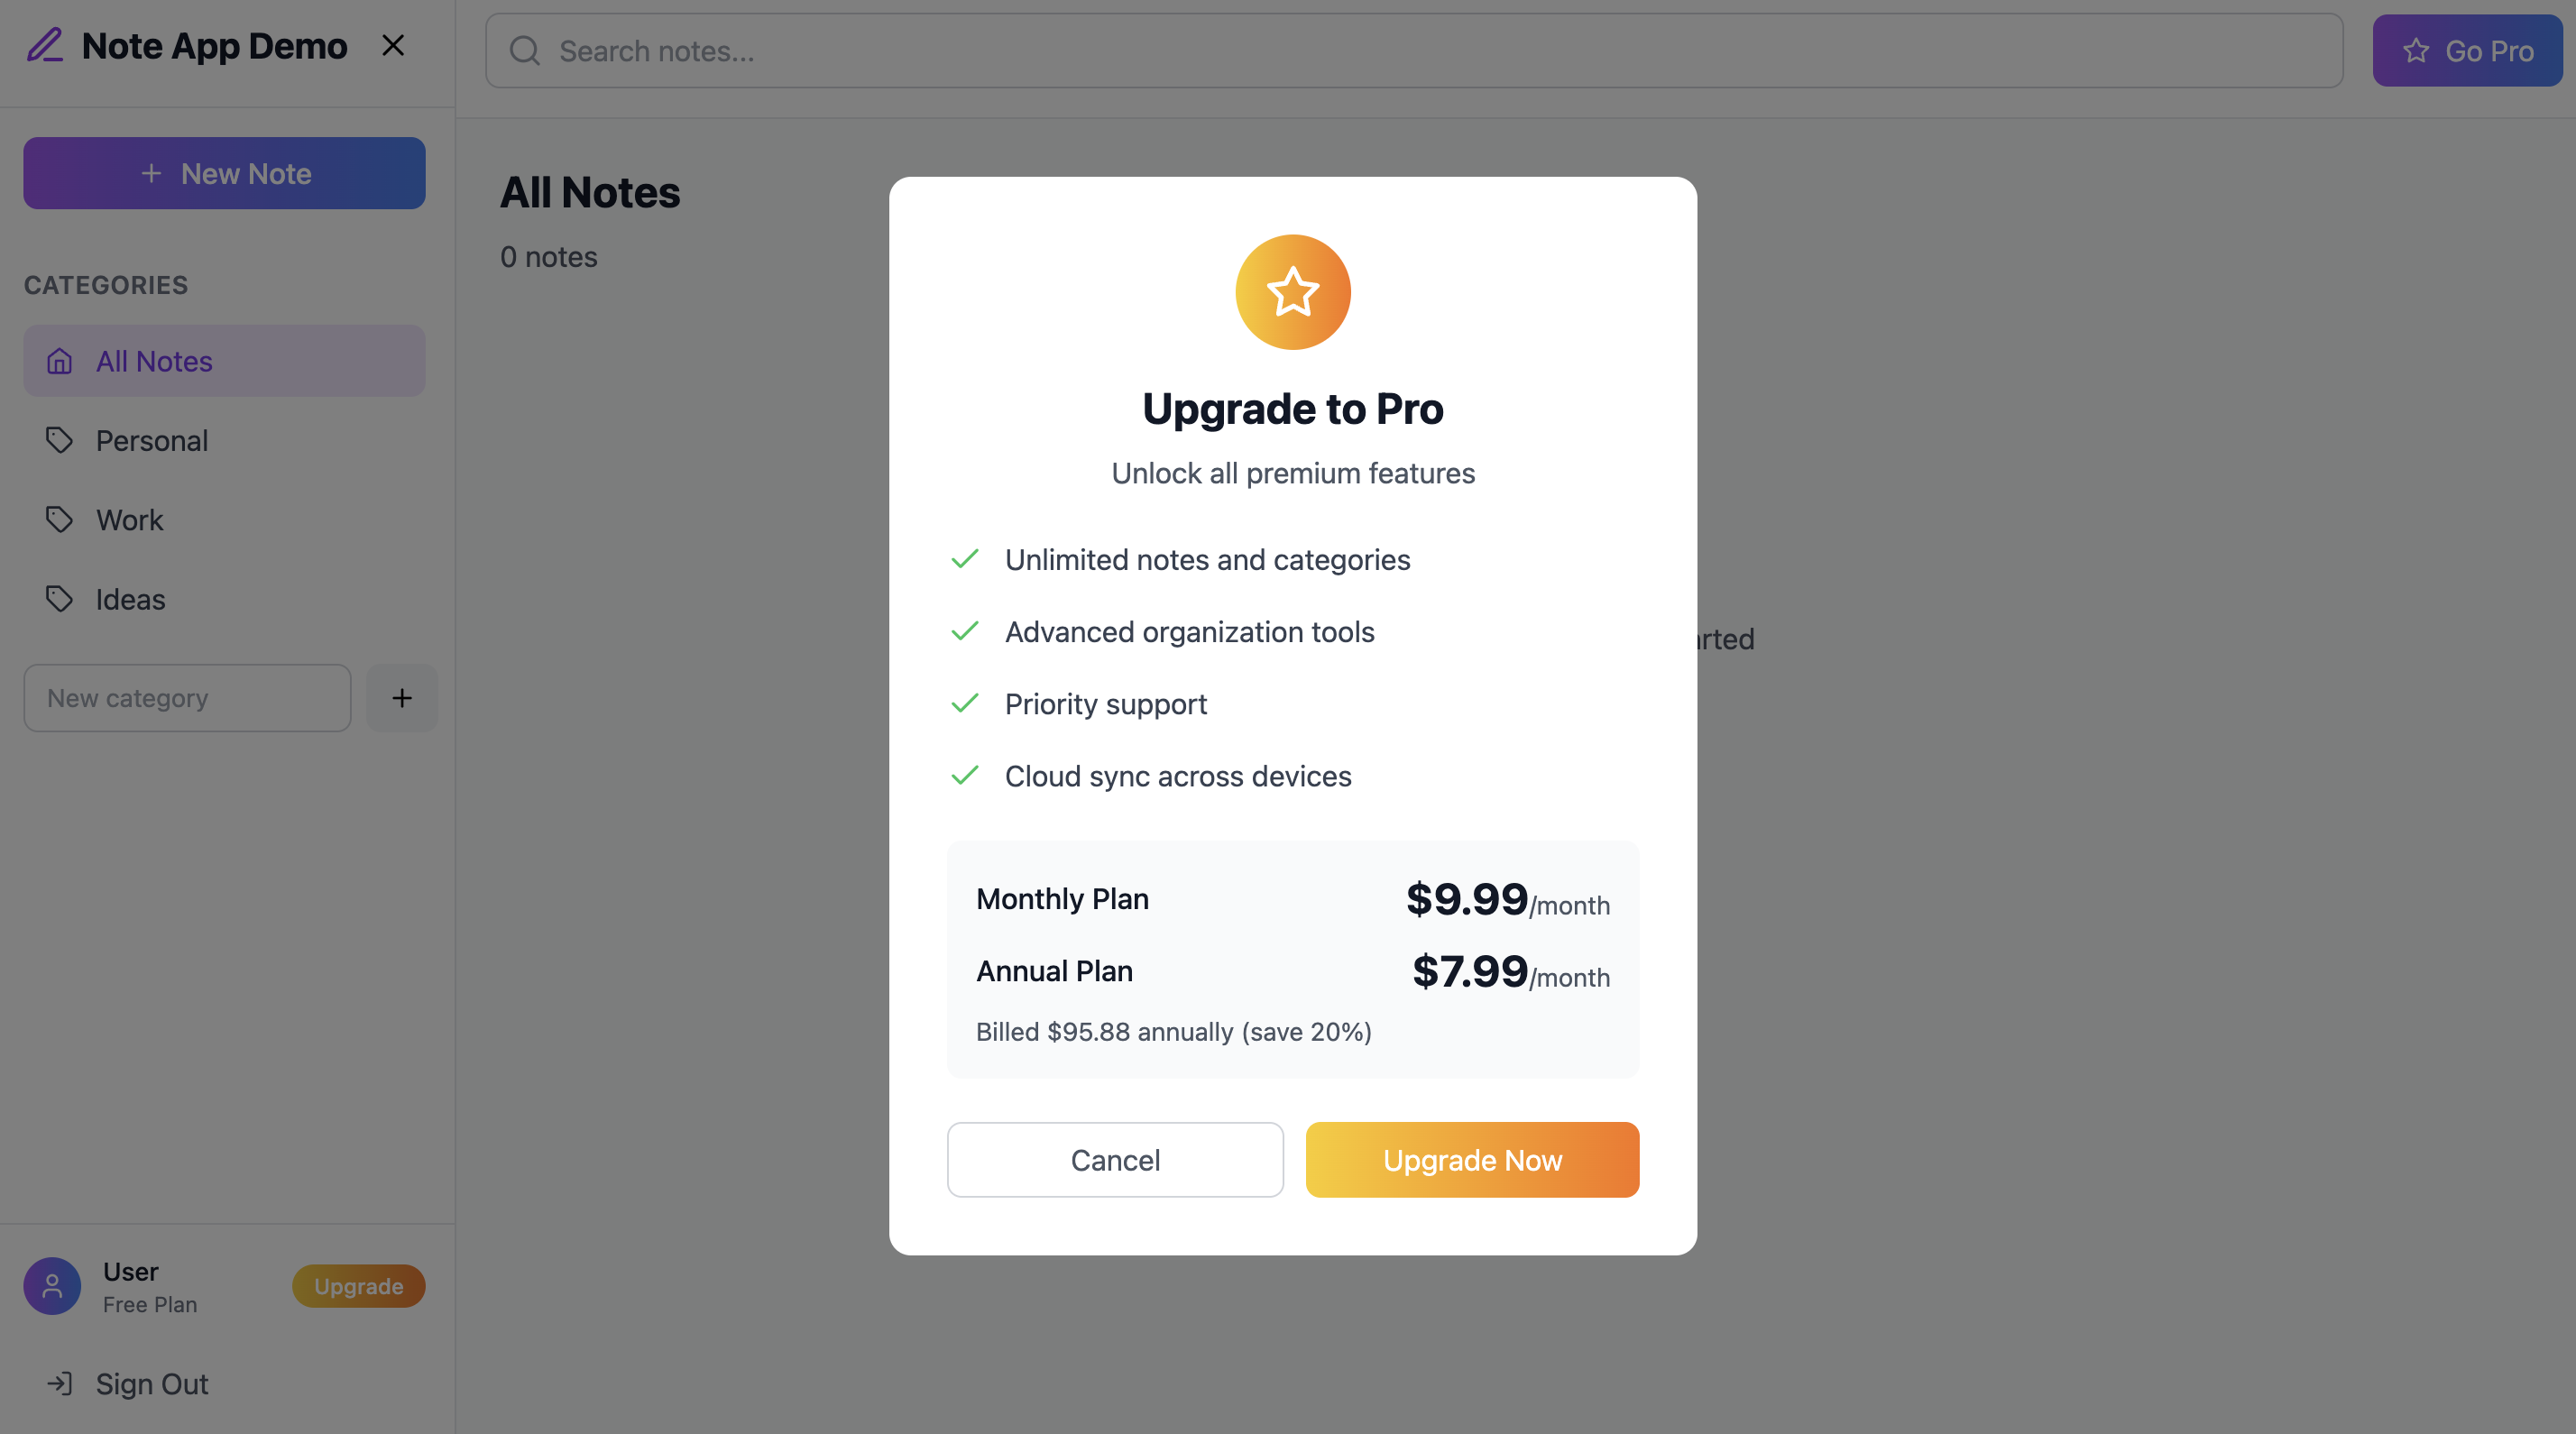 Note App Demo
Search notes...
Go Pro
New Note
All Notes
0 notes
CATEGORIES
All Notes
Personal
Work
Ideas
New category
User
Free Plan
Upgrade
Sign Out
Upgrade to Pro
Unlock all premium features
Unlimited notes and categories
Advanced organization tools
Priority support
Cloud sync across devices
Monthly Plan $9.99/month
Annual Plan $7.99/month
Billed $95.88 annually (save 20%)
Cancel
Upgrade Now